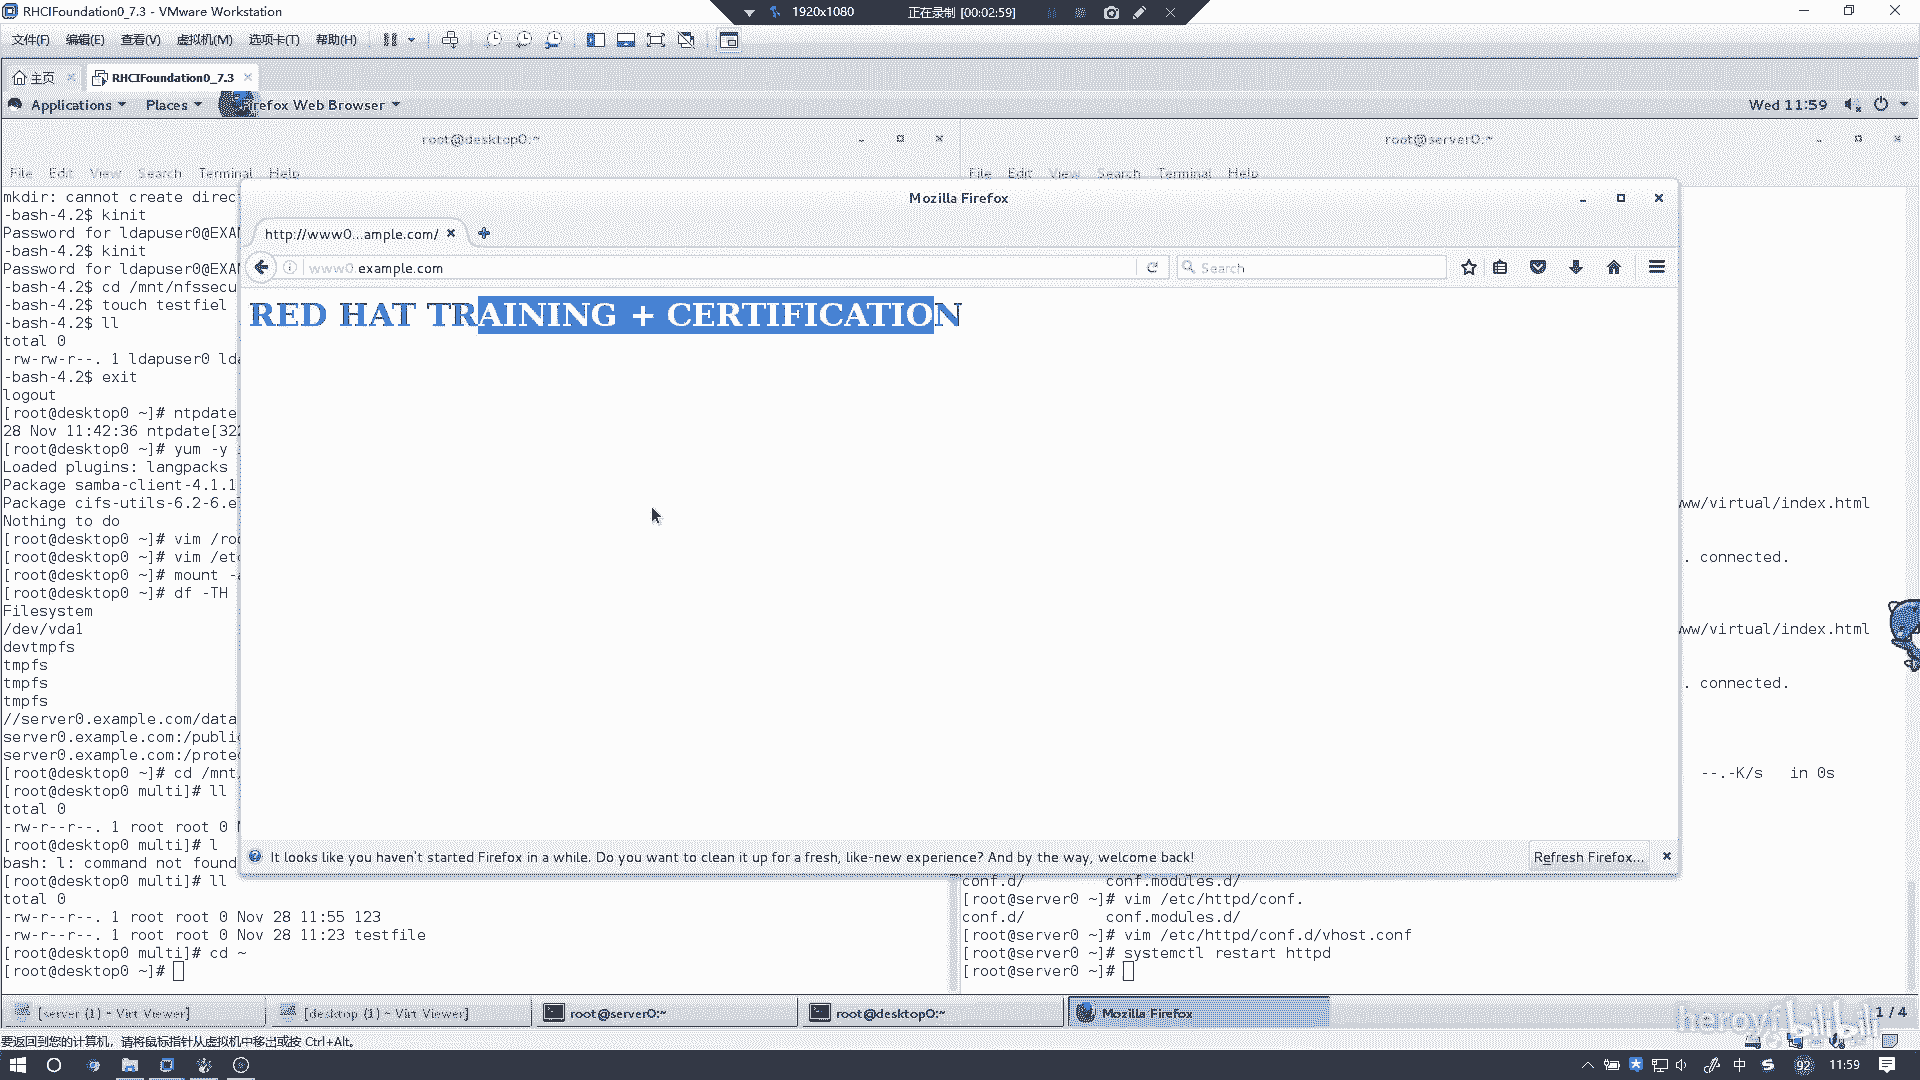 RHCIFoundation0_7.3 - VMware Workstation
1920x1080
正在录制 [00:02:59]
文件(F) 编辑(E) 查看(V) 虚拟机(M) 选项卡(T) 帮助(H)
主页
RHCIFoundation0_7.3
Applications
Places
Firefox Web Browser
Wed 11:59
root@desktop0:~
root@server0:~
File Edit View Search Terminal Help
File Edit View Search Terminal Help
mkdir: cannot create direc
-bash-4.2$ kinit
Password for ldapuser0@EXA
-bash-4.2$ kinit
Password for ldapuser0@EXA
-bash-4.2$ cd /mnt/nfssecu
-bash-4.2$ touch testfiel
-bash-4.2$ ll
total 0
-rw-rw-r--. 1 ldapuser0 lda
-bash-4.2$ exit
logout
[root@desktop0 ~]# ntpdate
28 Nov 11:42:36 ntpdate[322
[root@desktop0 ~]# yum -y
Loaded plugins: langpacks
Package samba-client-4.1.1
Package cifs-utils-6.2-6.e
Nothing to do
[root@desktop0 ~]# vim /roo
[root@desktop0 ~]# vim /etc
[root@desktop0 ~]# mount -a
[root@desktop0 ~]# df -TH
Filesystem
/dev/vda1
devtmpfs
tmpfs
tmpfs
tmpfs
//server0.example.com/data
server0.example.com:/publi
server0.example.com:/prote
[root@desktop0 ~]# cd /mnt/
[root@desktop0 multi]# ll
total 0
-rw-r--r--. 1 root root 0 N
[root@desktop0 multi]# l
bash: l: command not found
[root@desktop0 multi]# ll
total 0
-rw-r--r--. 1 root root 0 Nov 28 11:55 123
-rw-r--r--. 1 root root 0 Nov 28 11:23 testfile
[root@desktop0 multi]# cd ~
[root@desktop0 ~]#
Mozilla Firefox
http://www0...ample.com/
www0.example.com
Search
RED HAT TRAINING + CERTIFICATION
It looks like you haven't started Firefox in a while. Do you want to clean it up for a fresh, like-new experience? And by the way, welcome back!
Refresh Firefox...
ww/virtual/index.html
. connected.
ww/virtual/index.html
. connected.
--.-K/s in 0s
conf.d/ conf.modules.d/
[root@server0 ~]# vim /etc/httpd/conf.
conf.d/ conf.modules.d/
[root@server0 ~]# vim /etc/httpd/conf.d/vhost.conf
[root@server0 ~]# systemctl restart httpd
[root@server0 ~]#
[server (1) - Virt Viewer]
[desktop (1) - Virt Viewer]
root@server0:~
root@desktop0:~
Mozilla Firefox
1 / 4
bilibili
要返回到您的计算机，请将鼠标指针从虚拟机中移出或按 Ctrl+Alt。
中
92
11:59